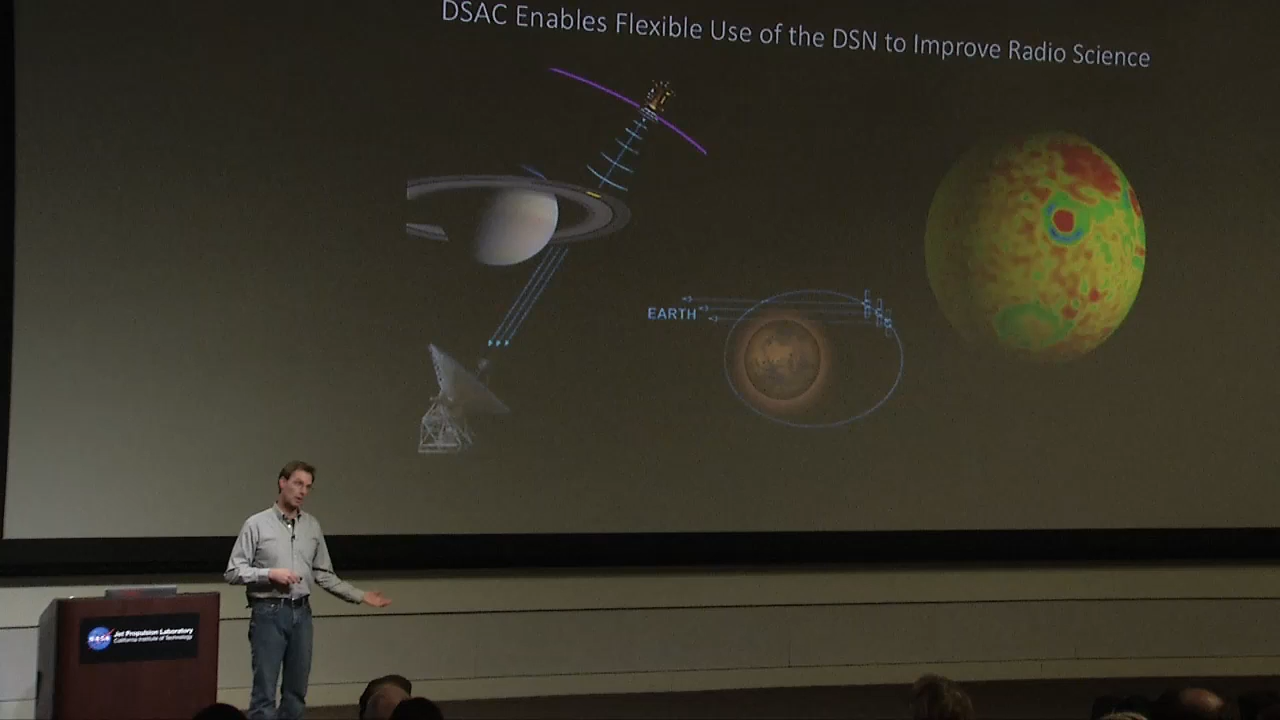 DSAC Enables Flexible Use of the DSN to Improve Radio Science
EARTH
NASA
Jet Propulsion Laboratory
California Institute of Technology